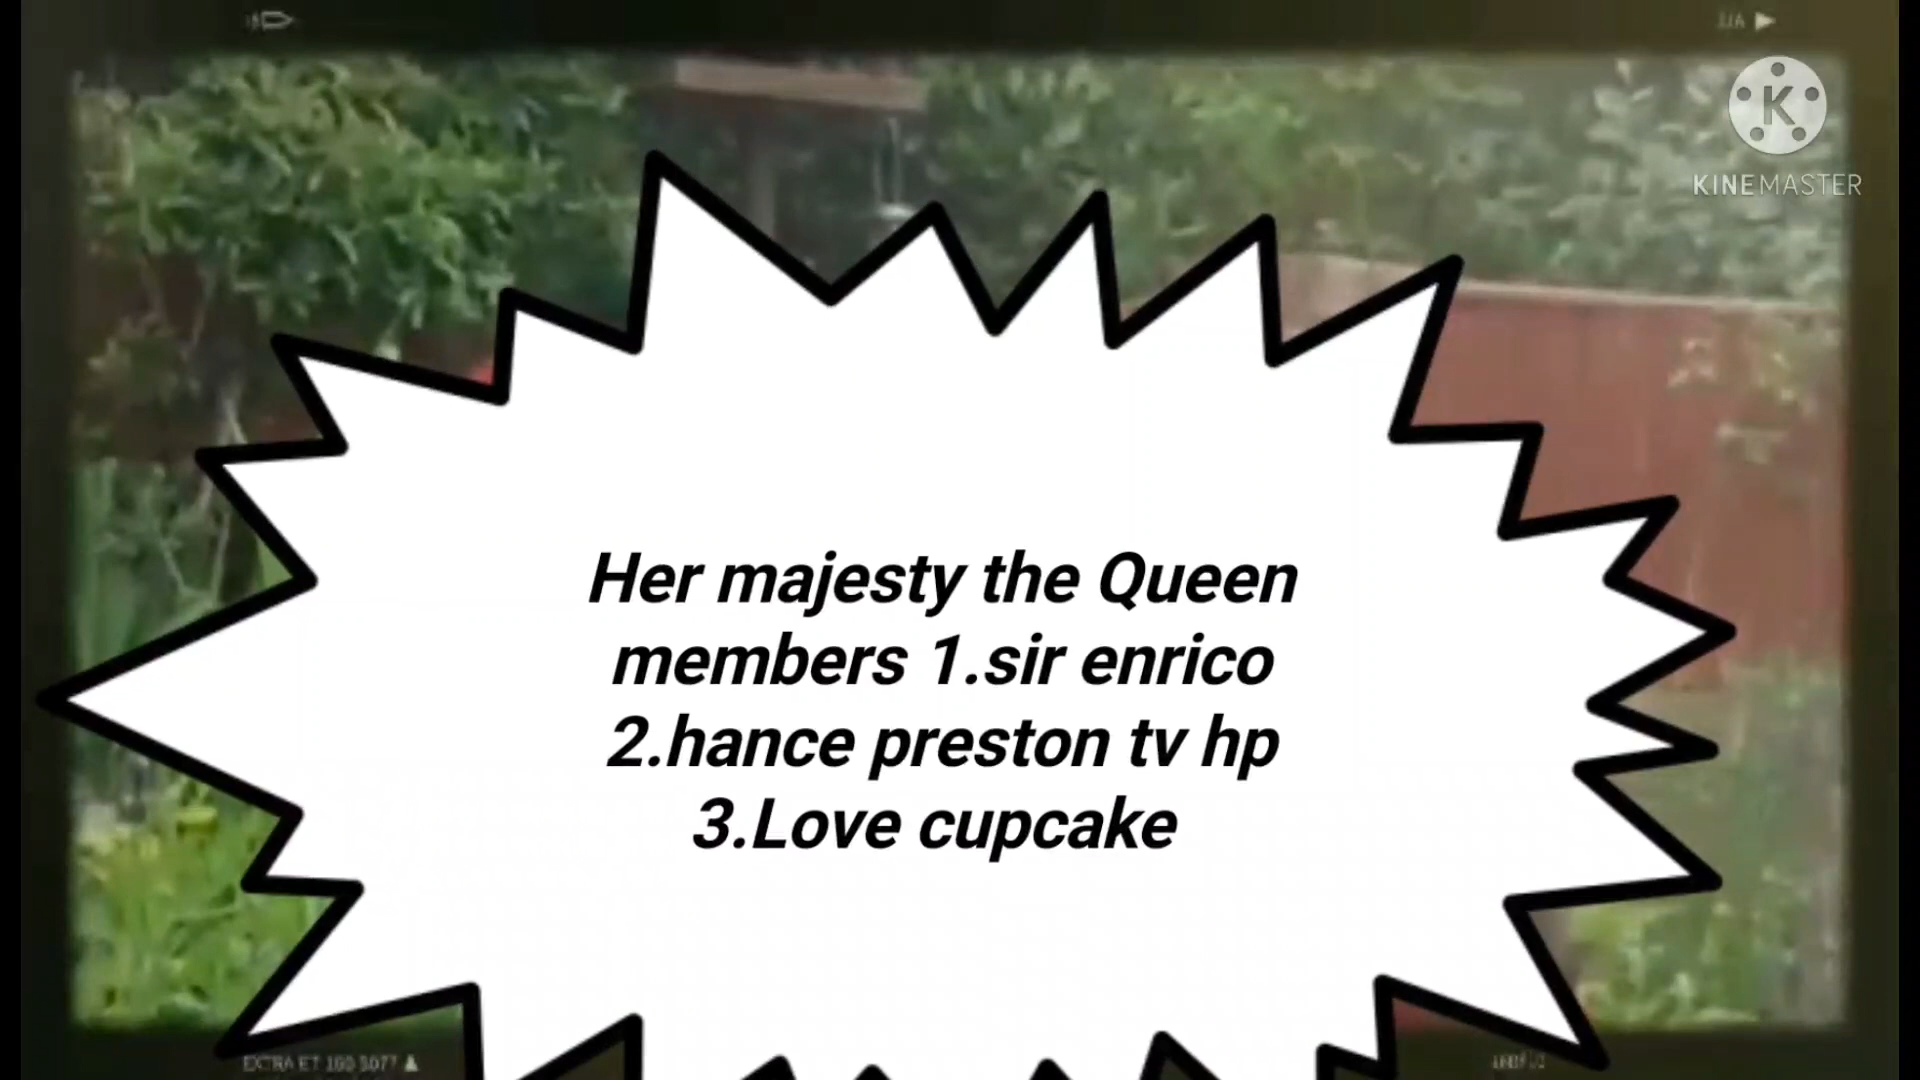 KINEMASTER
Her majesty the Queen
members 1.sir enrico
2.hance preston tv hp
3.Love cupcake